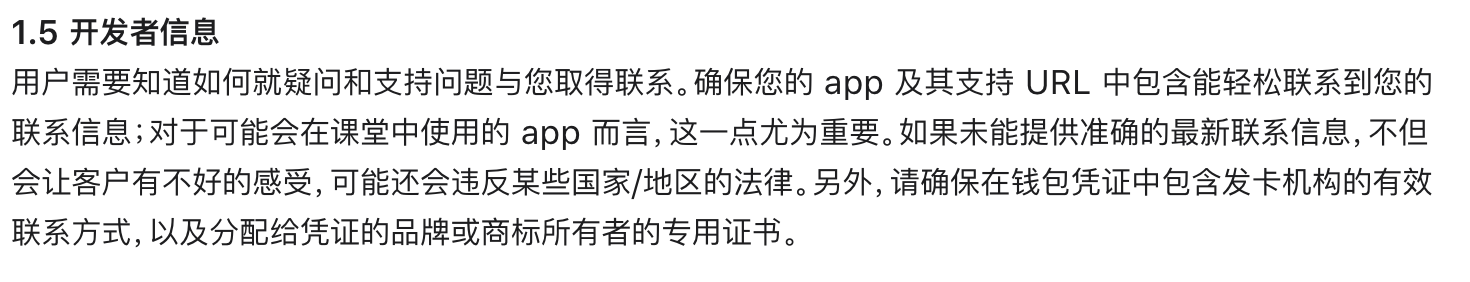 1.5 开发者信息
用户需要知道如何就疑问和支持问题与您取得联系。确保您的 app 及其支持 URL 中包含能轻松联系到您的
联系信息；对于可能会在课堂中使用的 app 而言，这一点尤为重要。如果未能提供准确的最新联系信息，不但
会让客户有不好的感受，可能还会违反某些国家/地区的法律。另外，请确保在钱包凭证中包含发卡机构的有效
联系方式，以及分配给凭证的品牌或商标所有者的专用证书。